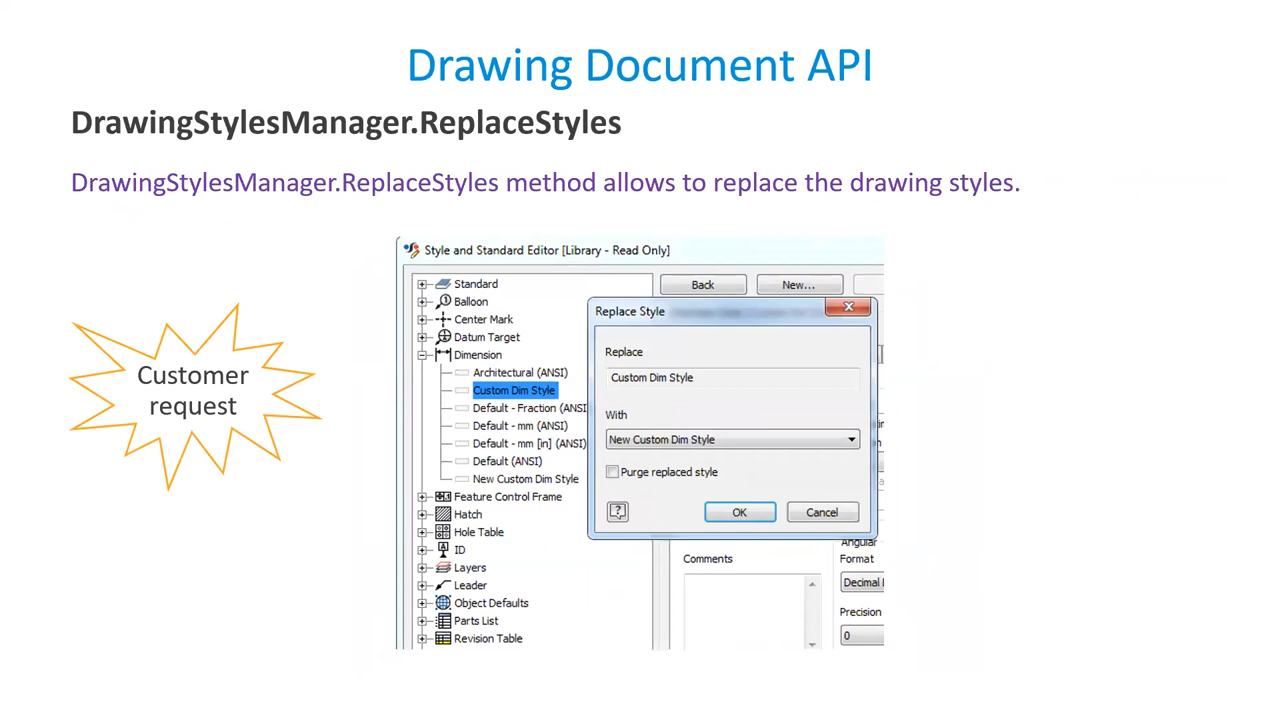 Drawing Document API
DrawingStylesManager.ReplaceStyles
DrawingStylesManager.ReplaceStyles method allows to replace the drawing styles.
Customer
request
Style and Standard Editor [Library - Read Only]
Standard
Balloon
Center Mark
Datum Target
Dimension
Architectural (ANSI)
Custom Dim Style
Default - Fraction (ANSI
Default - mm (ANSI)
Default - mm [in] (ANSI)
Default (ANSI)
New Custom Dim Style
Feature Control Frame
Hatch
Hole Table
ID
Layers
Leader
Object Defaults
Parts List
Revision Table
Back
New...
Replace Style
Replace
Custom Dim Style
With
New Custom Dim Style
Purge replaced style
OK
Cancel
Comments
Angular
Format
Decimal
Precision
0